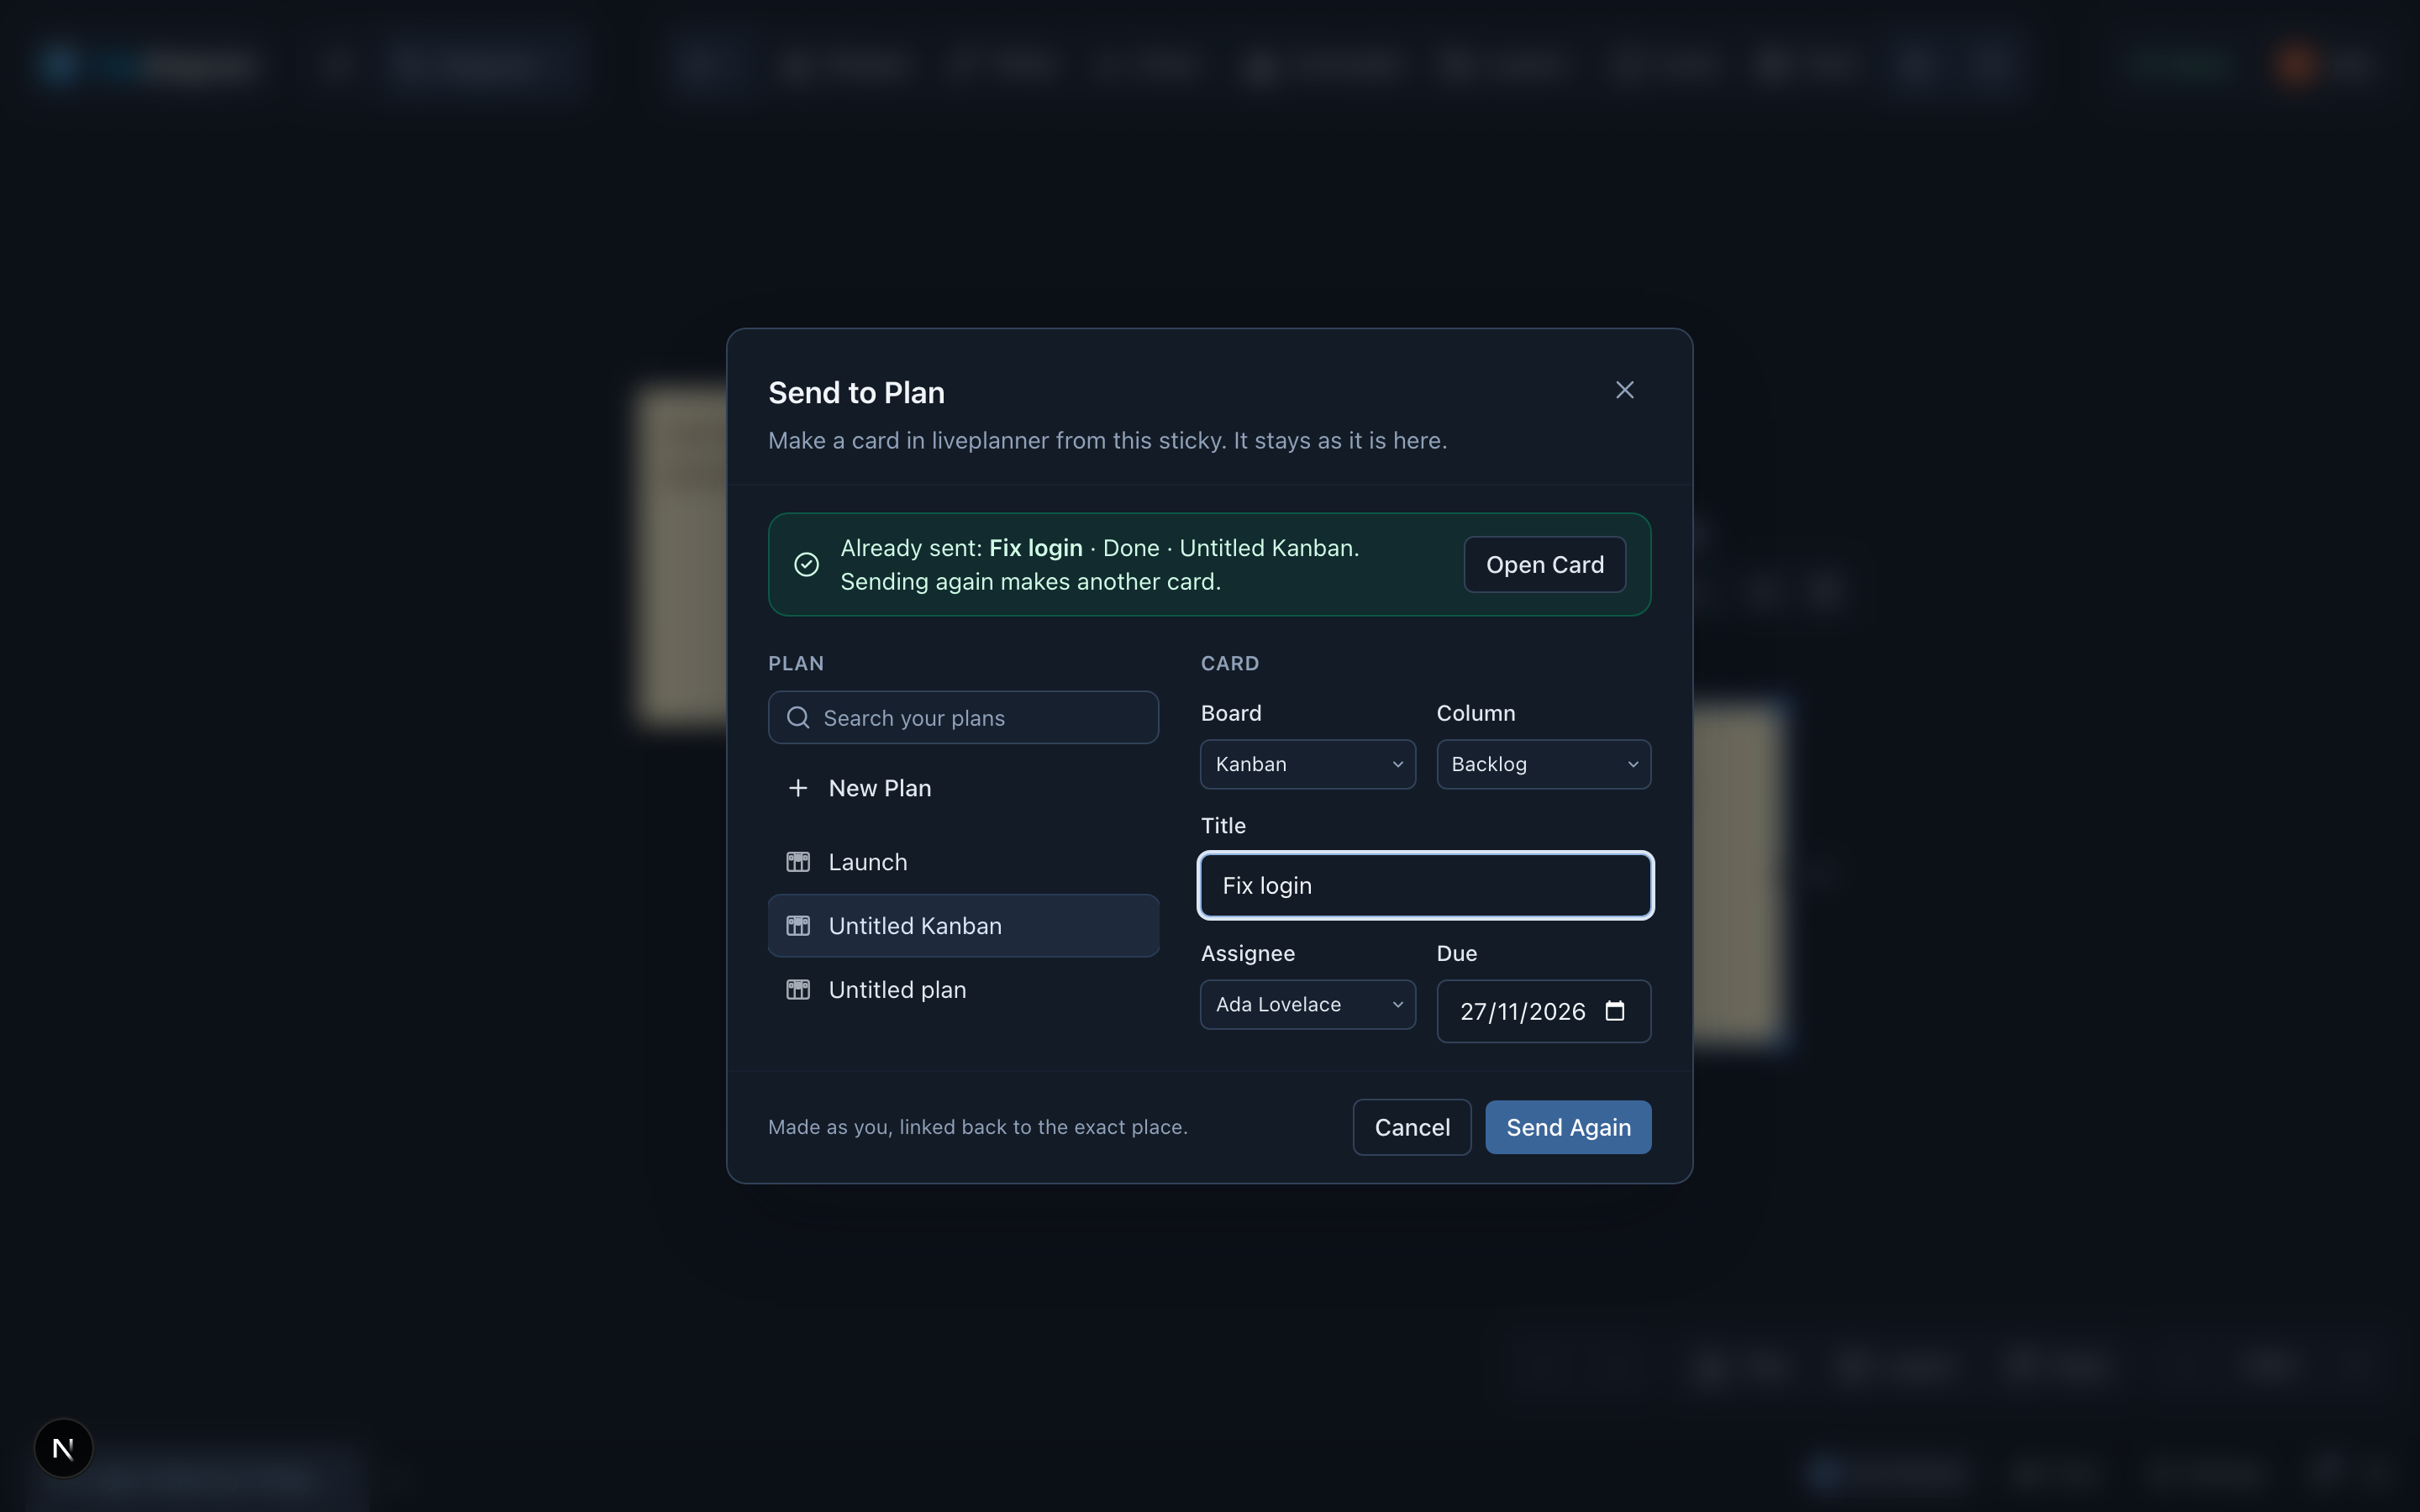 Send to Plan
Make a card in liveplanner from this sticky. It stays as it is here.
Already sent: Fix login · Done · Untitled Kanban.
Sending again makes another card.
Open Card
PLAN
Search your plans
New Plan
Launch
Untitled Kanban
Untitled plan
CARD
Board
Column
Kanban
Backlog
Title
Fix login
Assignee
Due
Ada Lovelace
27/11/2026
Made as you, linked back to the exact place.
Cancel
Send Again
N